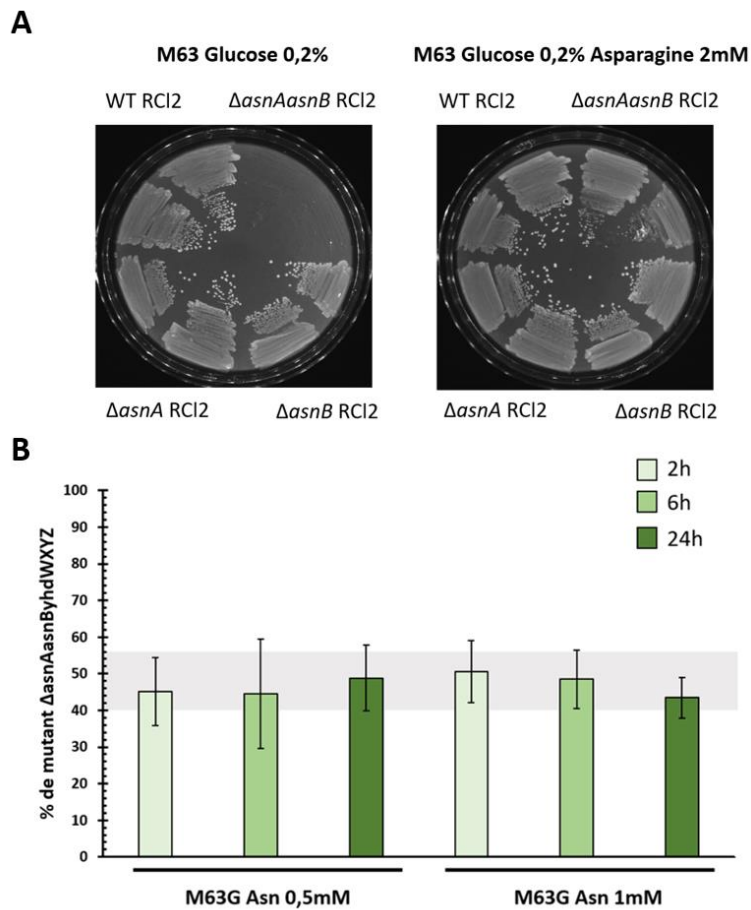 A
M63 Glucose 0,2%
M63 Glucose 0,2% Asparagine 2mM
WT RCl2
ΔasnAasnB RCl2
WT RCl2
ΔasnAasnB RCl2
ΔasnA RCl2
ΔasnB RCl2
ΔasnA RCl2
ΔasnB RCl2
B
2h
6h
24h
% de mutant ΔasnAasnByhdWXYZ
100
90
80
70
60
50
40
30
20
10
0
M63G Asn 0,5mM
M63G Asn 1mM